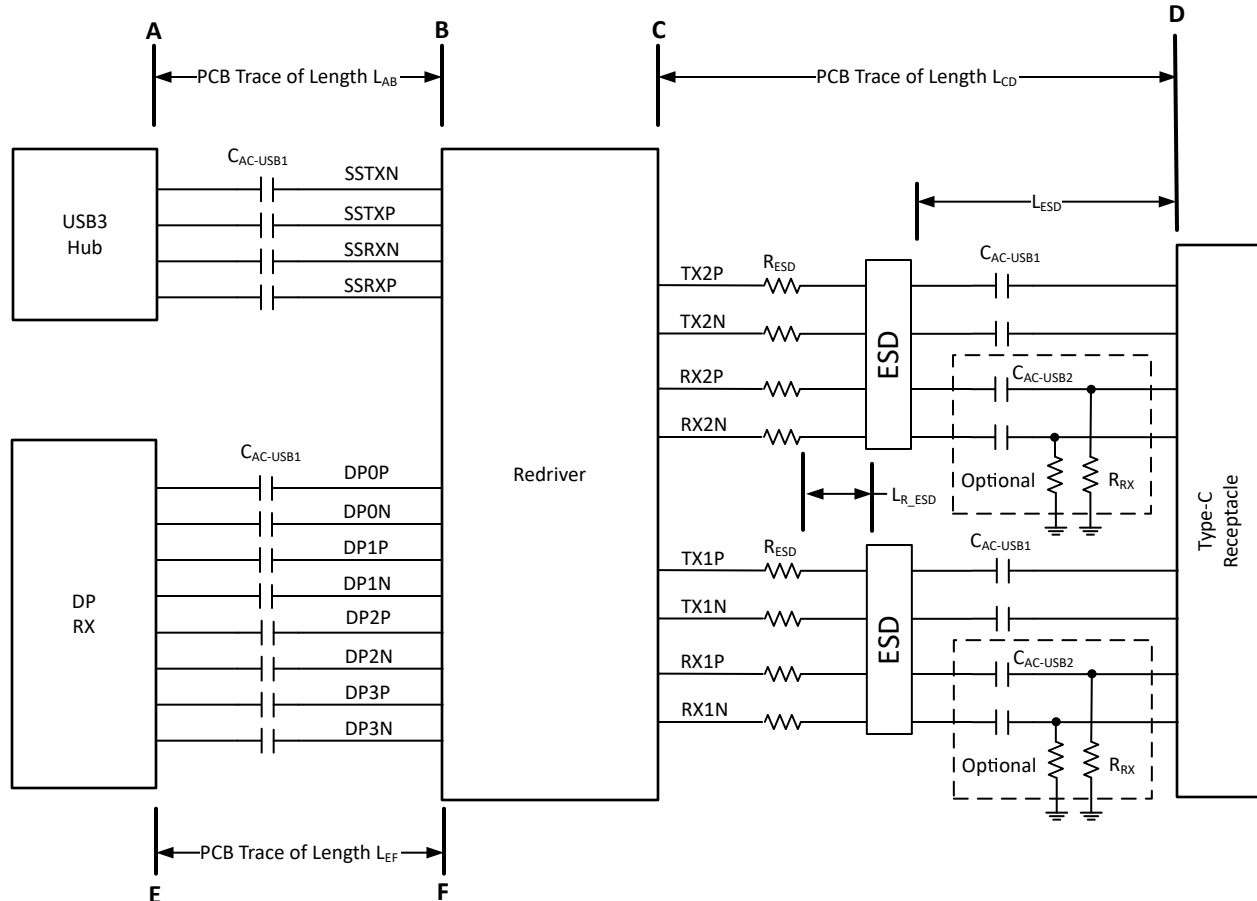 A
B
C
D
PCB Trace of Length LAB
PCB Trace of Length LCD
USB3
Hub
CAC-USB1
SSTXN
SSTXP
SSRXN
SSRXP
LESD
TX2P
RESD
CAC-USB1
TX2N
RX2P
CAC-USB2
RX2N
ESD
Optional
RRX
LR_ESD
Redriver
Type-C
Receptacle
DP
RX
CAC-USB1
DP0P
DP0N
DP1P
DP1N
DP2P
DP2N
DP3P
DP3N
TX1P
RESD
CAC-USB1
TX1N
RX1P
CAC-USB2
RX1N
ESD
Optional
RRX
PCB Trace of Length LEF
E
F